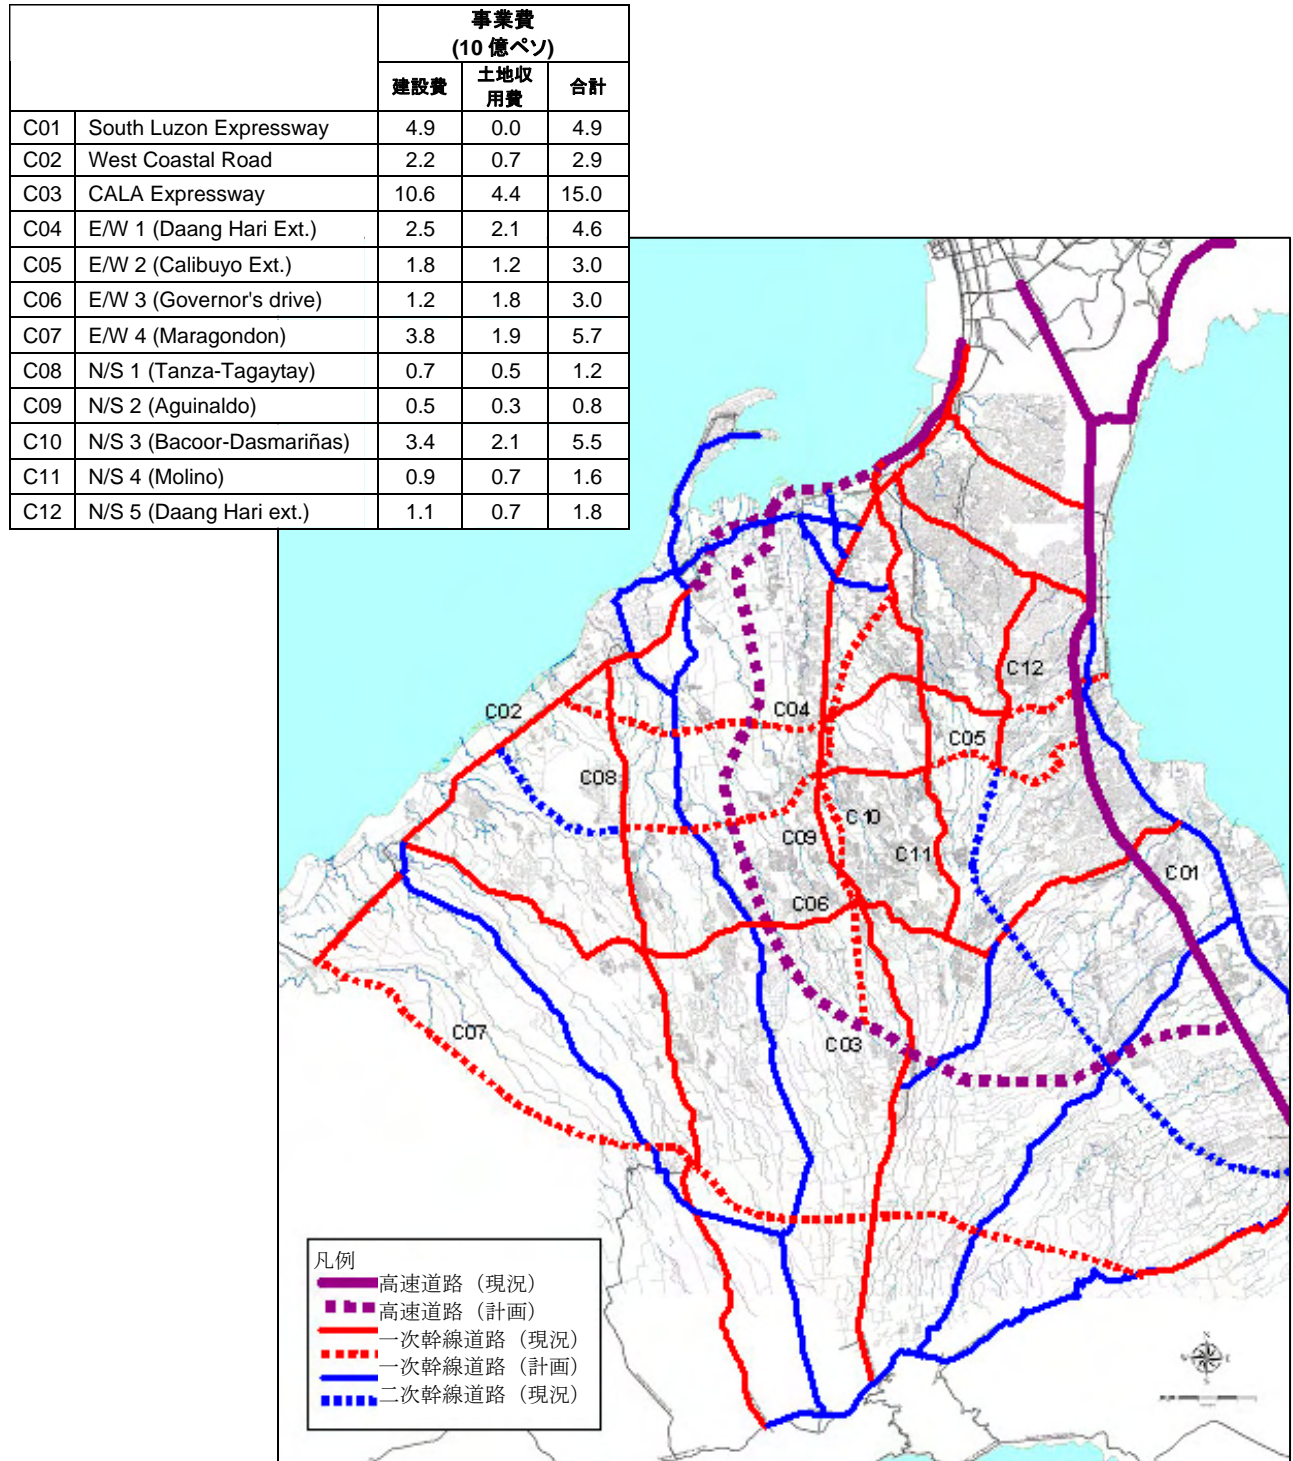 事業費
(10 億ペソ)
建設費 土地収用費 合計
C01 South Luzon Expressway 4.9 0.0 4.9
C02 West Coastal Road 2.2 0.7 2.9
C03 CALA Expressway 10.6 4.4 15.0
C04 E/W 1 (Daang Hari Ext.) 2.5 2.1 4.6
C05 E/W 2 (Calibuyo Ext.) 1.8 1.2 3.0
C06 E/W 3 (Governor's drive) 1.2 1.8 3.0
C07 E/W 4 (Maragondon) 3.8 1.9 5.7
C08 N/S 1 (Tanza-Tagaytay) 0.7 0.5 1.2
C09 N/S 2 (Aguinaldo) 0.5 0.3 0.8
C10 N/S 3 (Bacoor-Dasmariñas) 3.4 2.1 5.5
C11 N/S 4 (Molino) 0.9 0.7 1.6
C12 N/S 5 (Daang Hari ext.) 1.1 0.7 1.8
C12
C02
C04
C05
C08
C10
C09
C11
C01
C06
C07
C03
凡例
高速道路（現況）
高速道路（計画）
一次幹線道路（現況）
一次幹線道路（計画）
二次幹線道路（現況）